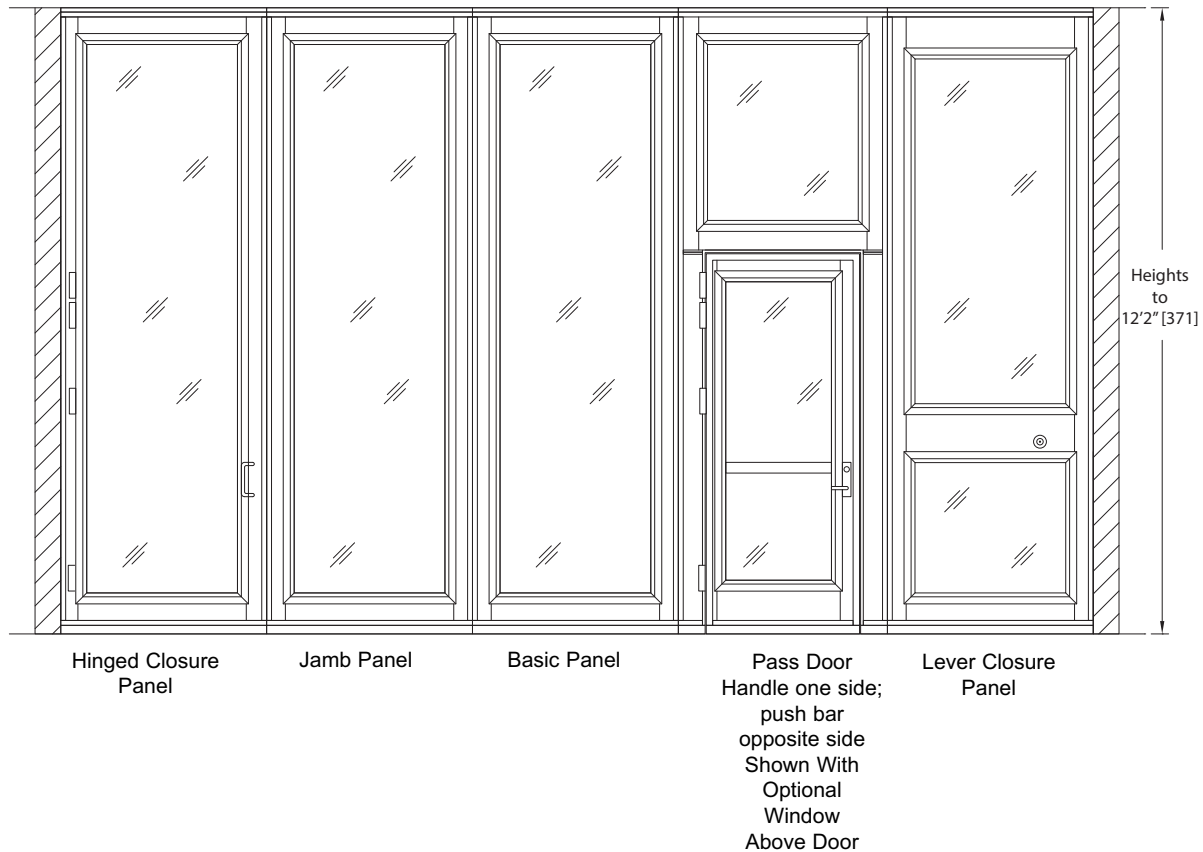 Heights
to
12'2" [371]
Hinged Closure
Panel
Jamb Panel
Basic Panel
Pass Door
Handle one side;
push bar
opposite side
Shown With
Optional
Window
Above Door
Lever Closure
Panel